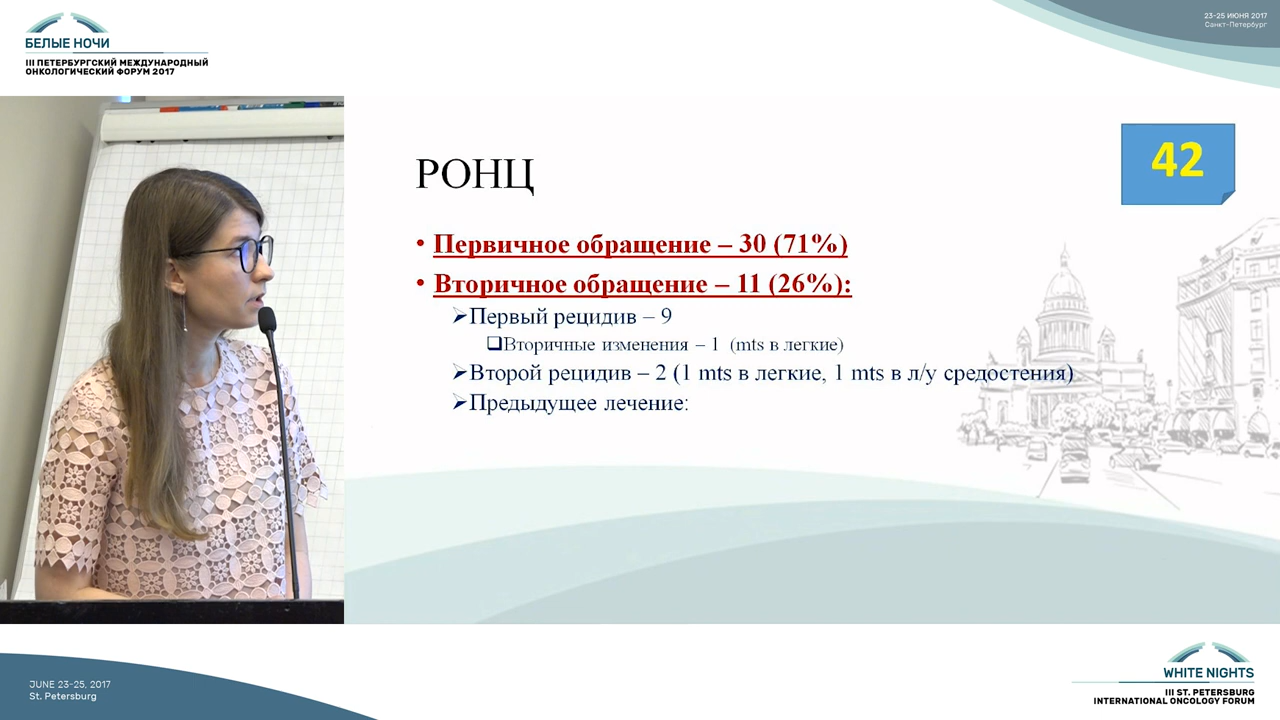 БЕЛЫЕ НОЧИ
III ПЕТЕРБУРГСКИЙ МЕЖДУНАРОДНЫЙ
ОНКОЛОГИЧЕСКИЙ ФОРУМ 2017
23-25 ИЮНЯ 2017
Санкт-Петербург
42
РОНЦ
• Первичное обращение – 30 (71%)
• Вторичное обращение – 11 (26%):
➢Первый рецидив – 9
❑Вторичные изменения – 1 (mts в легкие)
➢Второй рецидив – 2 (1 mts в легкие, 1 mts в л/у средостения)
➢Предыдущее лечение:
JUNE 23-25, 2017
St. Petersburg
WHITE NIGHTS
III ST. PETERSBURG
INTERNATIONAL ONCOLOGY FORUM